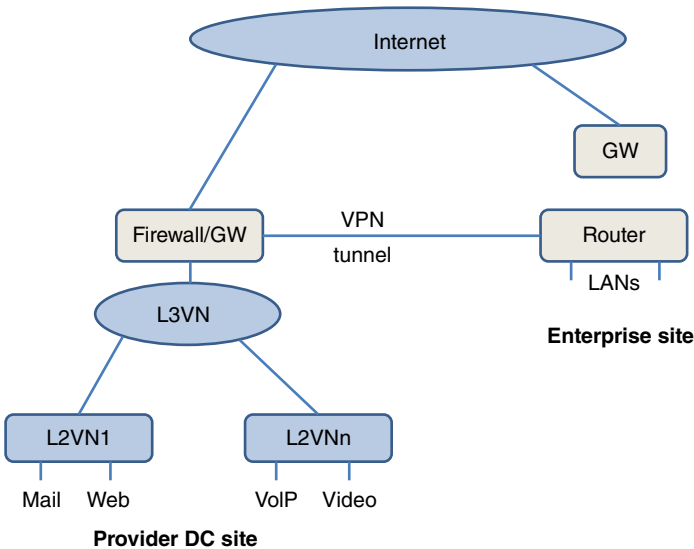 Internet
GW
Firewall/GW
VPN
tunnel
Router
LANs
L3VN
Enterprise site
L2VN1
L2VNn
Mail
Web
VolP
Video
Provider DC site